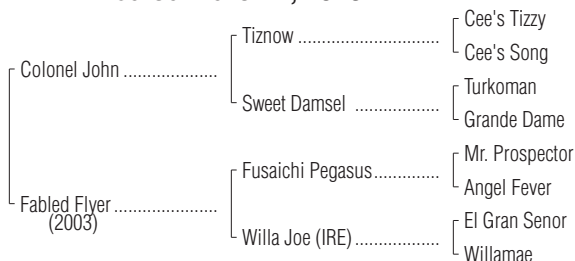 Tiznow
Cee's Tizzy
Cee's Song
Colonel John
Sweet Damsel
Turkoman
Grande Dame
Fusaichi Pegasus
Mr. Prospector
Angel Fever
Fabled Flyer
(2003)
Willa Joe (IRE)
El Gran Senor
Willamae